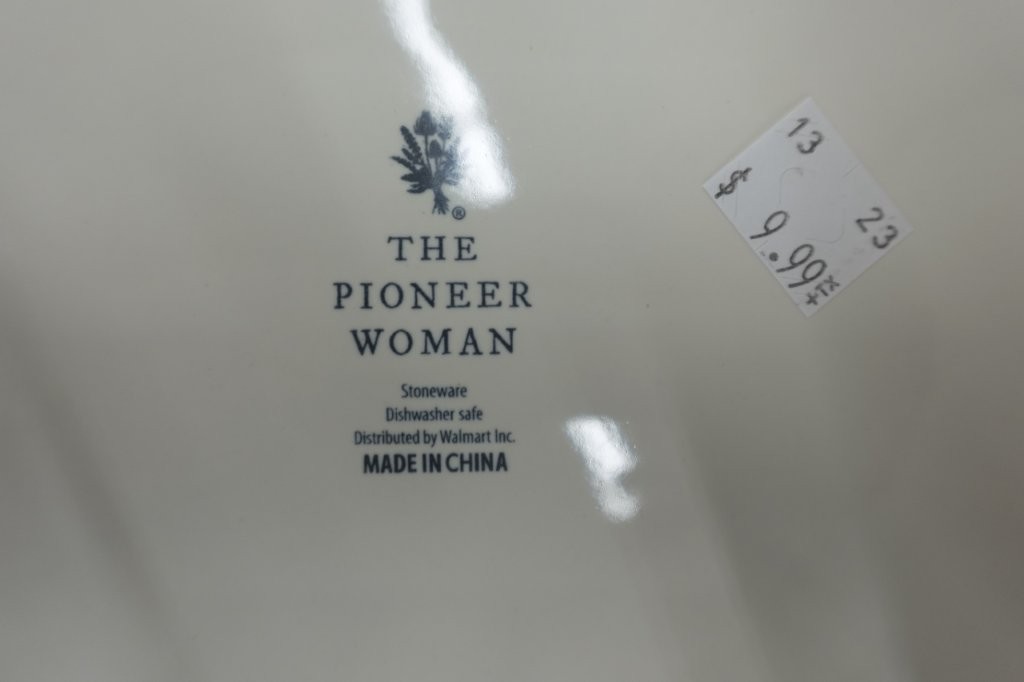 ®
THE
PIONEER
WOMAN
Stoneware
Dishwasher safe
Distributed by Walmart Inc.
MADE IN CHINA
13
23
$ 9.99
+TX